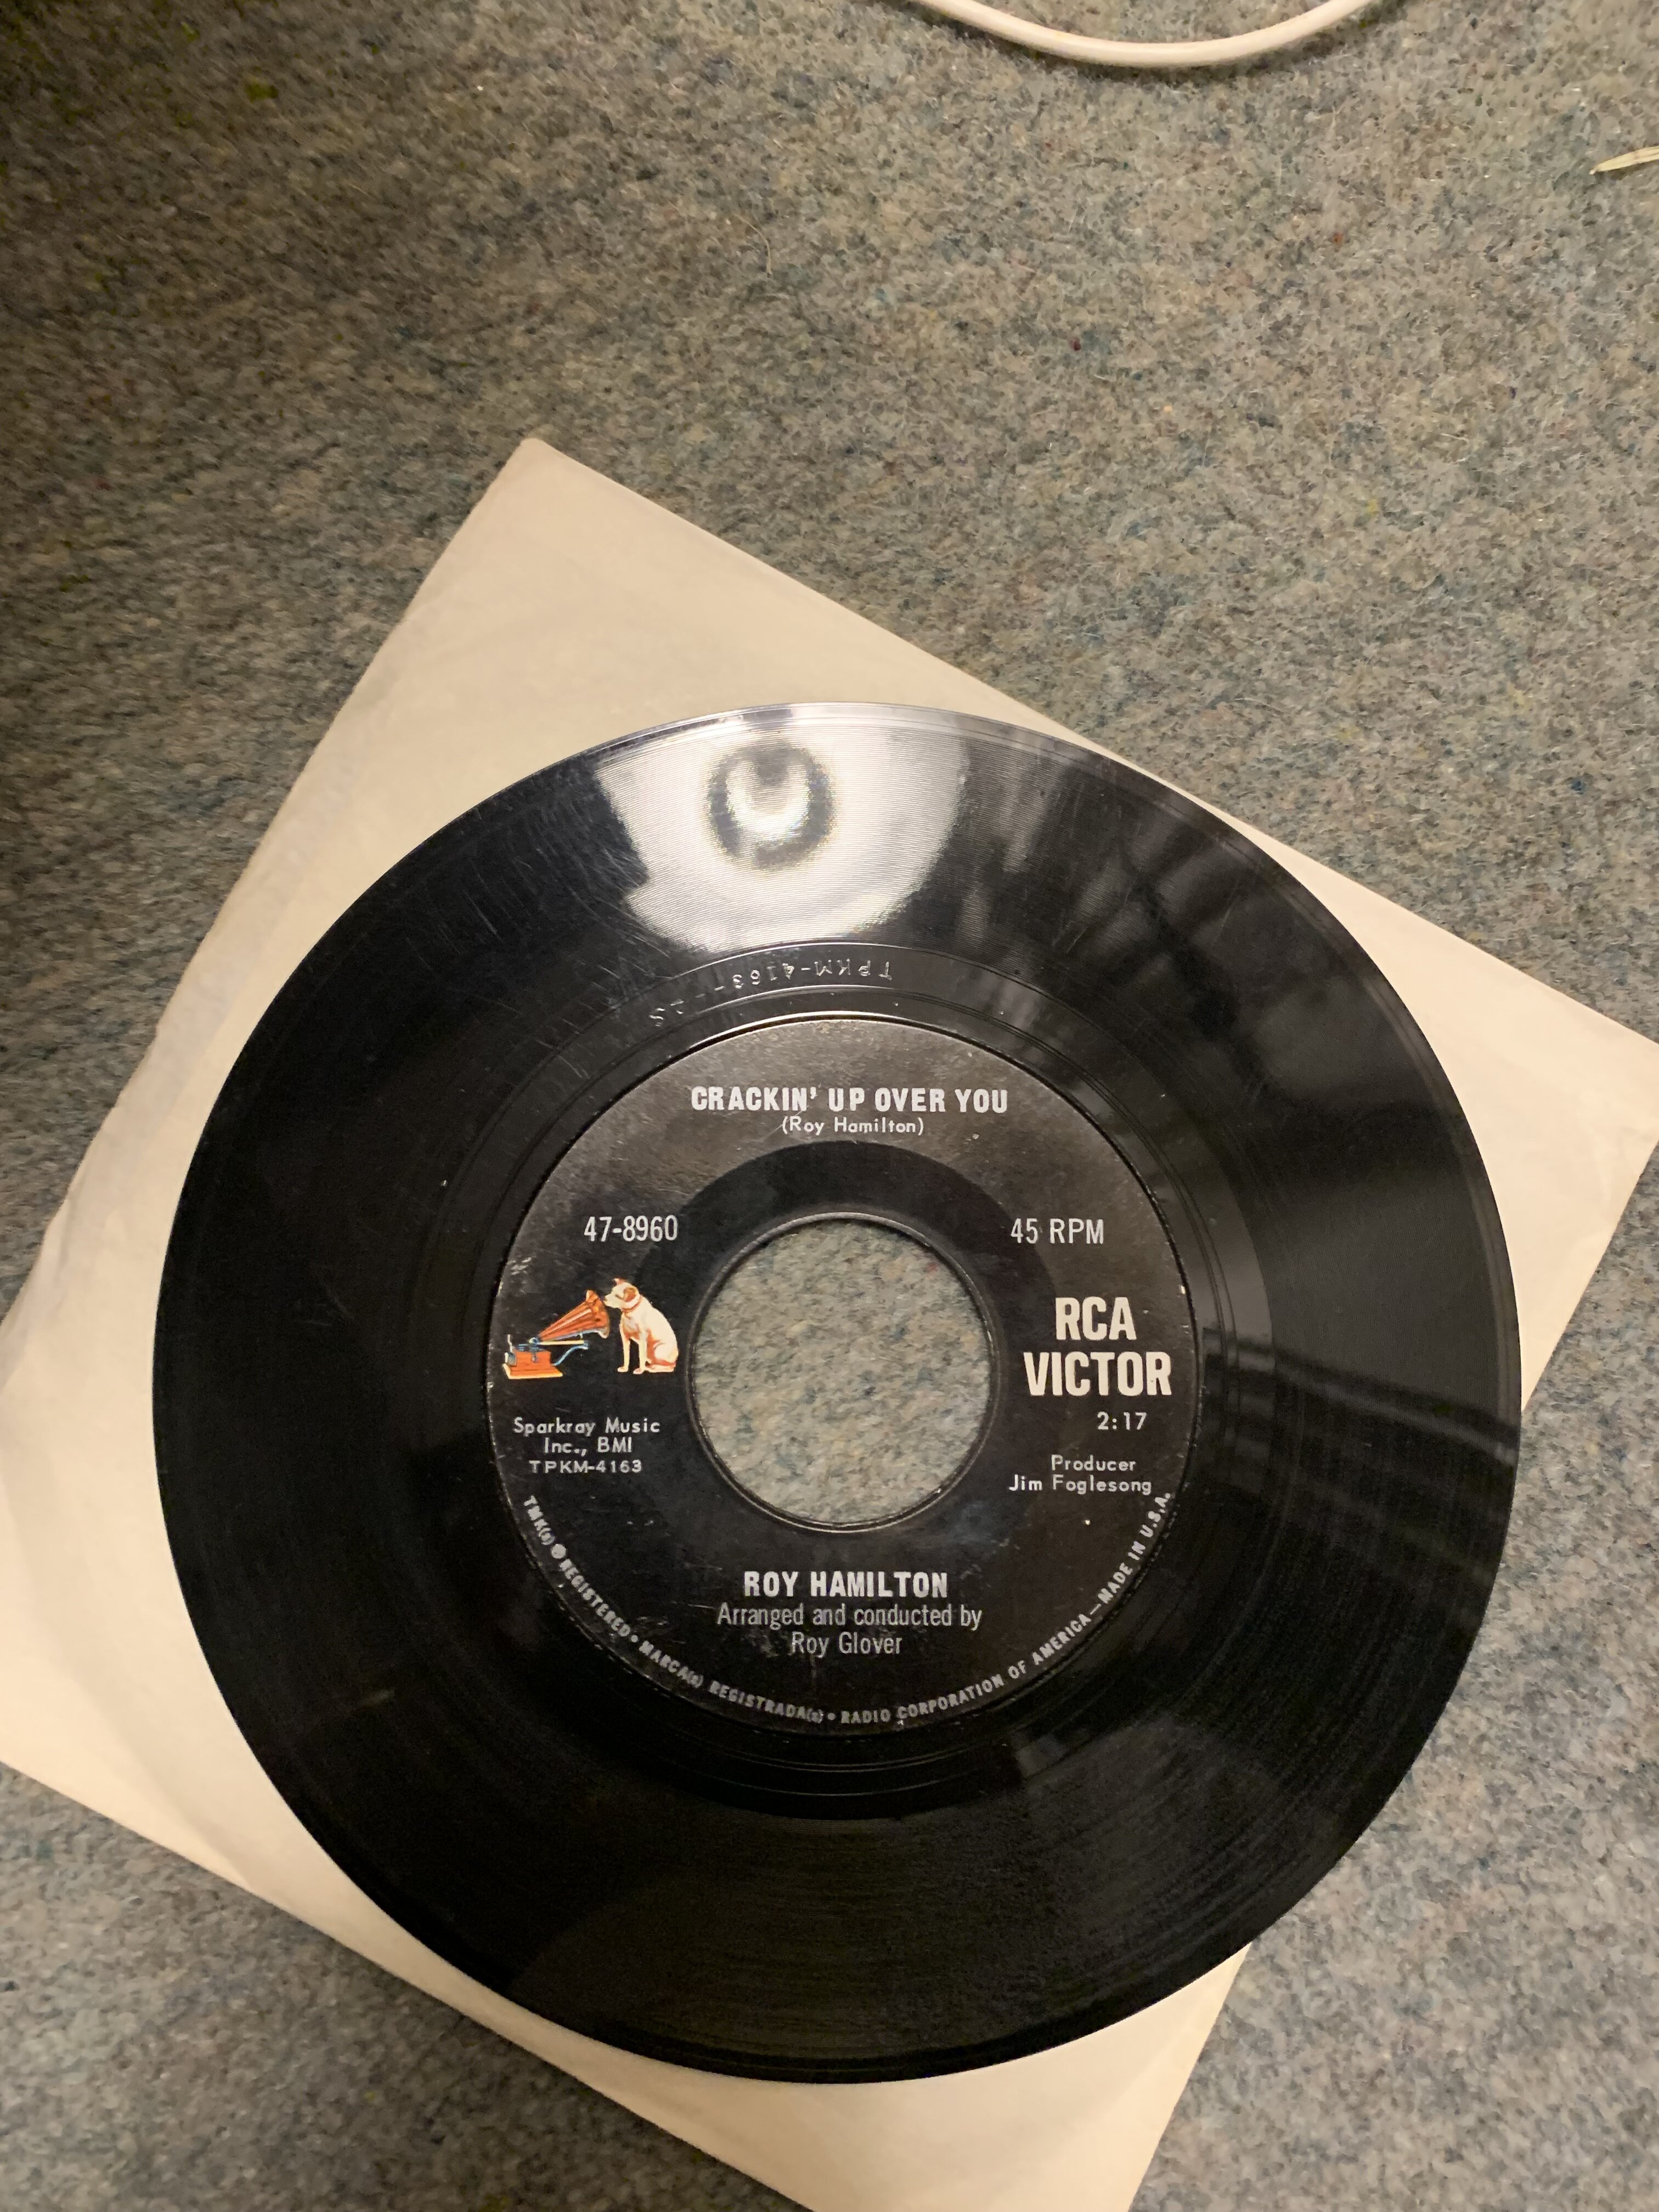 TPKM-4163-2S
CRACKIN' UP OVER YOU
(Roy Hamilton)
47-8960
45 RPM
RCA
VICTOR
2:17
Sparkray Music
Inc., BMI
TPKM-4163
Producer
Jim Foglesong
ROY HAMILTON
Arranged and conducted by
Roy Glover
TMK(s) ® REGISTERED • MARCA(s) REGISTRADA(s) • RADIO CORPORATION OF AMERICA—MADE IN U.S.A.